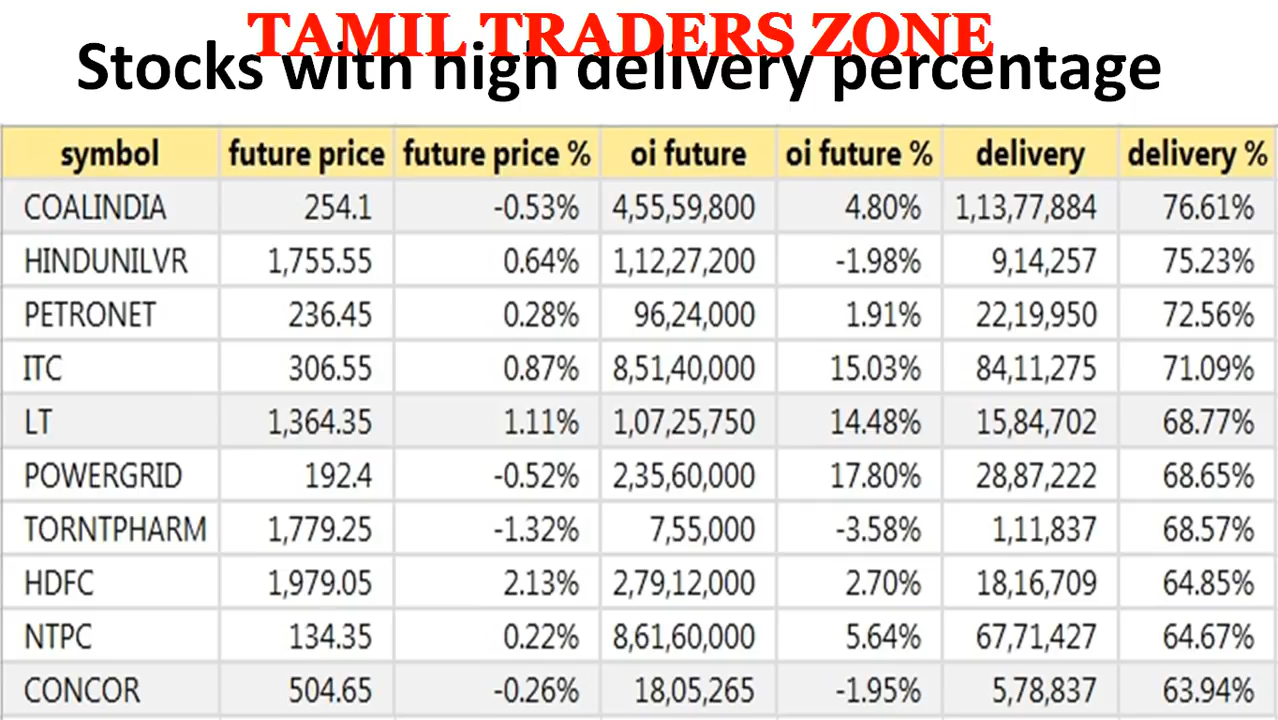 TAMIL TRADERS ZONE
Stocks with high delivery percentage
symbol future price future price % oi future oi future % delivery delivery %
COALINDIA 254.1 -0.53% 4,55,59,800 4.80% 1,13,77,884 76.61%
HINDUNILVR 1,755.55 0.64% 1,12,27,200 -1.98% 9,14,257 75.23%
PETRONET 236.45 0.28% 96,24,000 1.91% 22,19,950 72.56%
ITC 306.55 0.87% 8,51,40,000 15.03% 84,11,275 71.09%
LT 1,364.35 1.11% 1,07,25,750 14.48% 15,84,702 68.77%
POWERGRID 192.4 -0.52% 2,35,60,000 17.80% 28,87,222 68.65%
TORNTPHARM 1,779.25 -1.32% 7,55,000 -3.58% 1,11,837 68.57%
HDFC 1,979.05 2.13% 2,79,12,000 2.70% 18,16,709 64.85%
NTPC 134.35 0.22% 8,61,60,000 5.64% 67,71,427 64.67%
CONCOR 504.65 -0.26% 18,05,265 -1.95% 5,78,837 63.94%